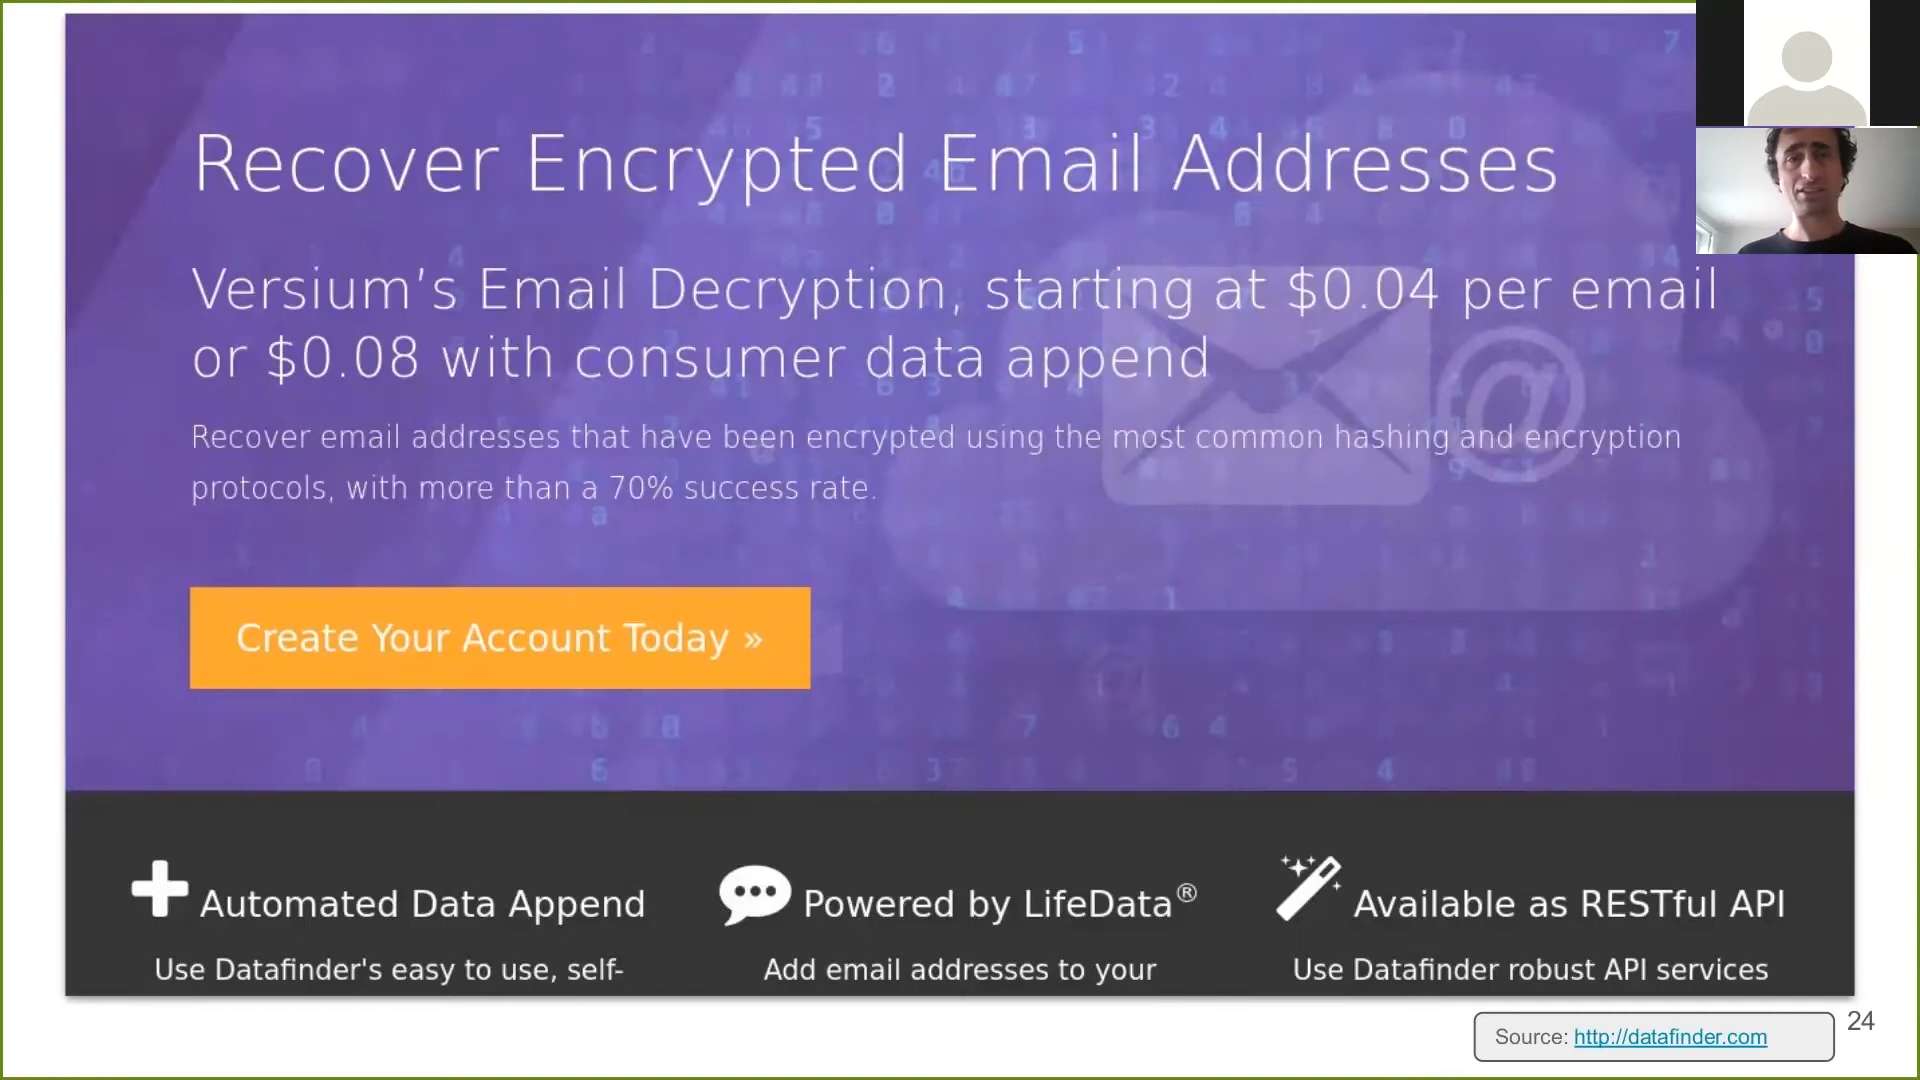 Recover Encrypted Email Addresses
Versium’s Email Decryption, starting at $0.04 per email
or $0.08 with consumer data append
Recover email addresses that have been encrypted using the most common hashing and encryption
protocols, with more than a 70% success rate.
Create Your Account Today »
Automated Data Append
Use Datafinder's easy to use, self-
Powered by LifeData®
Add email addresses to your
Available as RESTful API
Use Datafinder robust API services
Source: http://datafinder.com
24